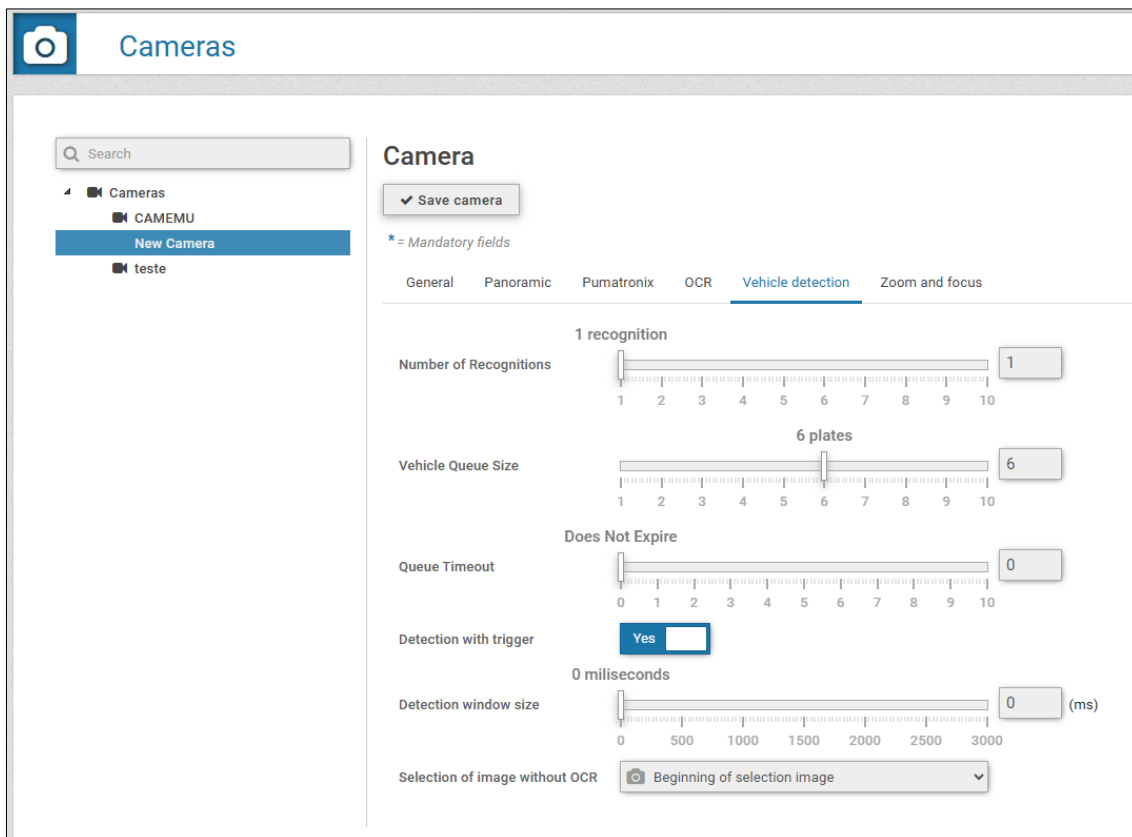 Cameras
Search
Cameras
CAMEMU
New Camera
teste
Camera
Save camera
* = Mandatory fields
General Panoramic Pumatronix OCR Vehicle detection Zoom and focus
1 recognition
Number of Recognitions 1
1 2 3 4 5 6 7 8 9 10
6 plates
Vehicle Queue Size 6
1 2 3 4 5 6 7 8 9 10
Does Not Expire
Queue Timeout 0
0 1 2 3 4 5 6 7 8 9 10
Detection with trigger Yes
0 miliseconds
Detection window size 0 (ms)
0 500 1000 1500 2000 2500 3000
Selection of image without OCR Beginning of selection image